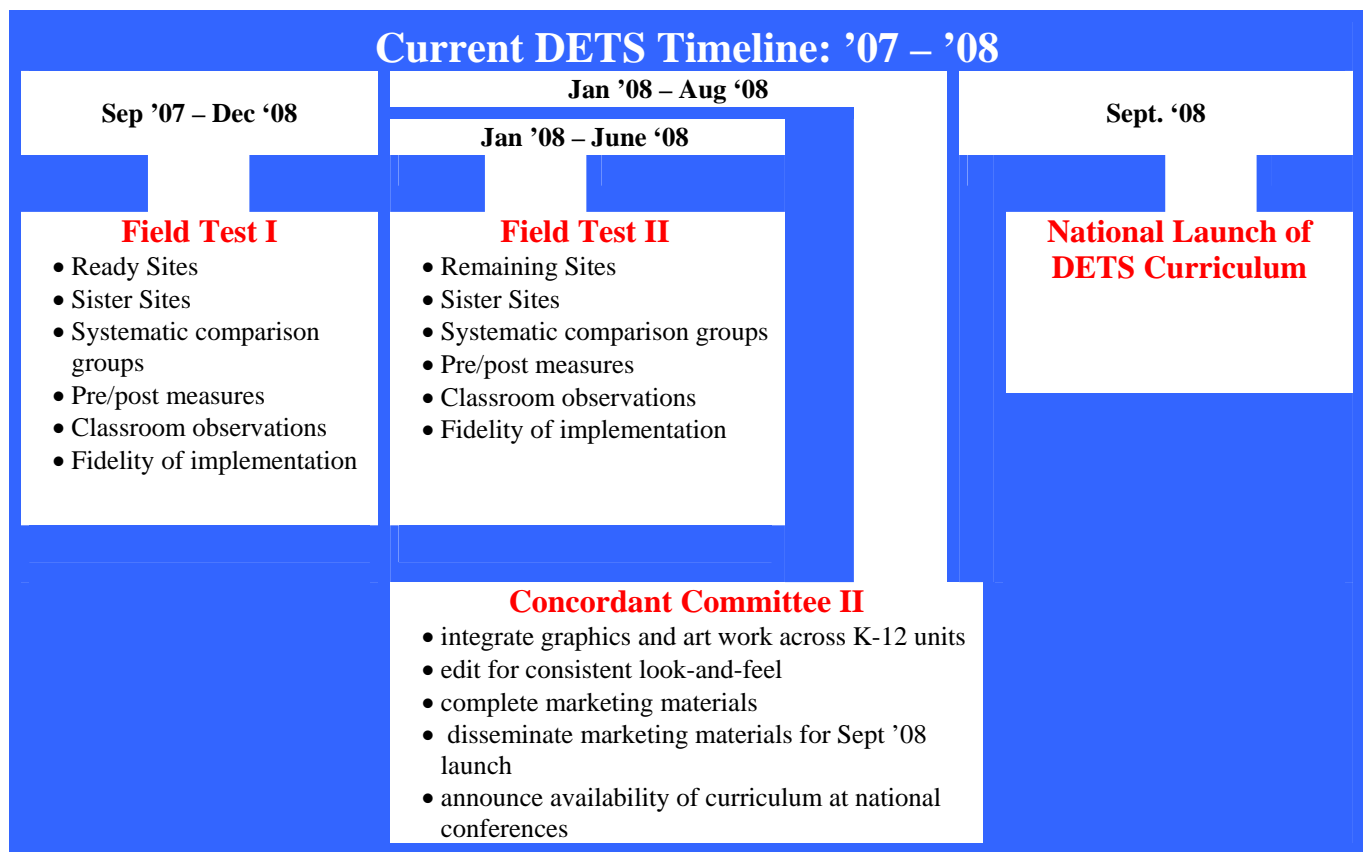 Current DETS Timeline: ’07 – ’08
Sep ’07 – Dec ‘08
Jan ’08 – Aug ‘08
Jan ’08 – June ‘08
Sept. ‘08
Field Test I
• Ready Sites
• Sister Sites
• Systematic comparison
groups
• Pre/post measures
• Classroom observations
• Fidelity of implementation
Field Test II
• Remaining Sites
• Sister Sites
• Systematic comparison groups
• Pre/post measures
• Classroom observations
• Fidelity of implementation
National Launch of
DETS Curriculum
Concordant Committee II
• integrate graphics and art work across K-12 units
• edit for consistent look-and-feel
• complete marketing materials
• disseminate marketing materials for Sept ’08
launch
• announce availability of curriculum at national
conferences